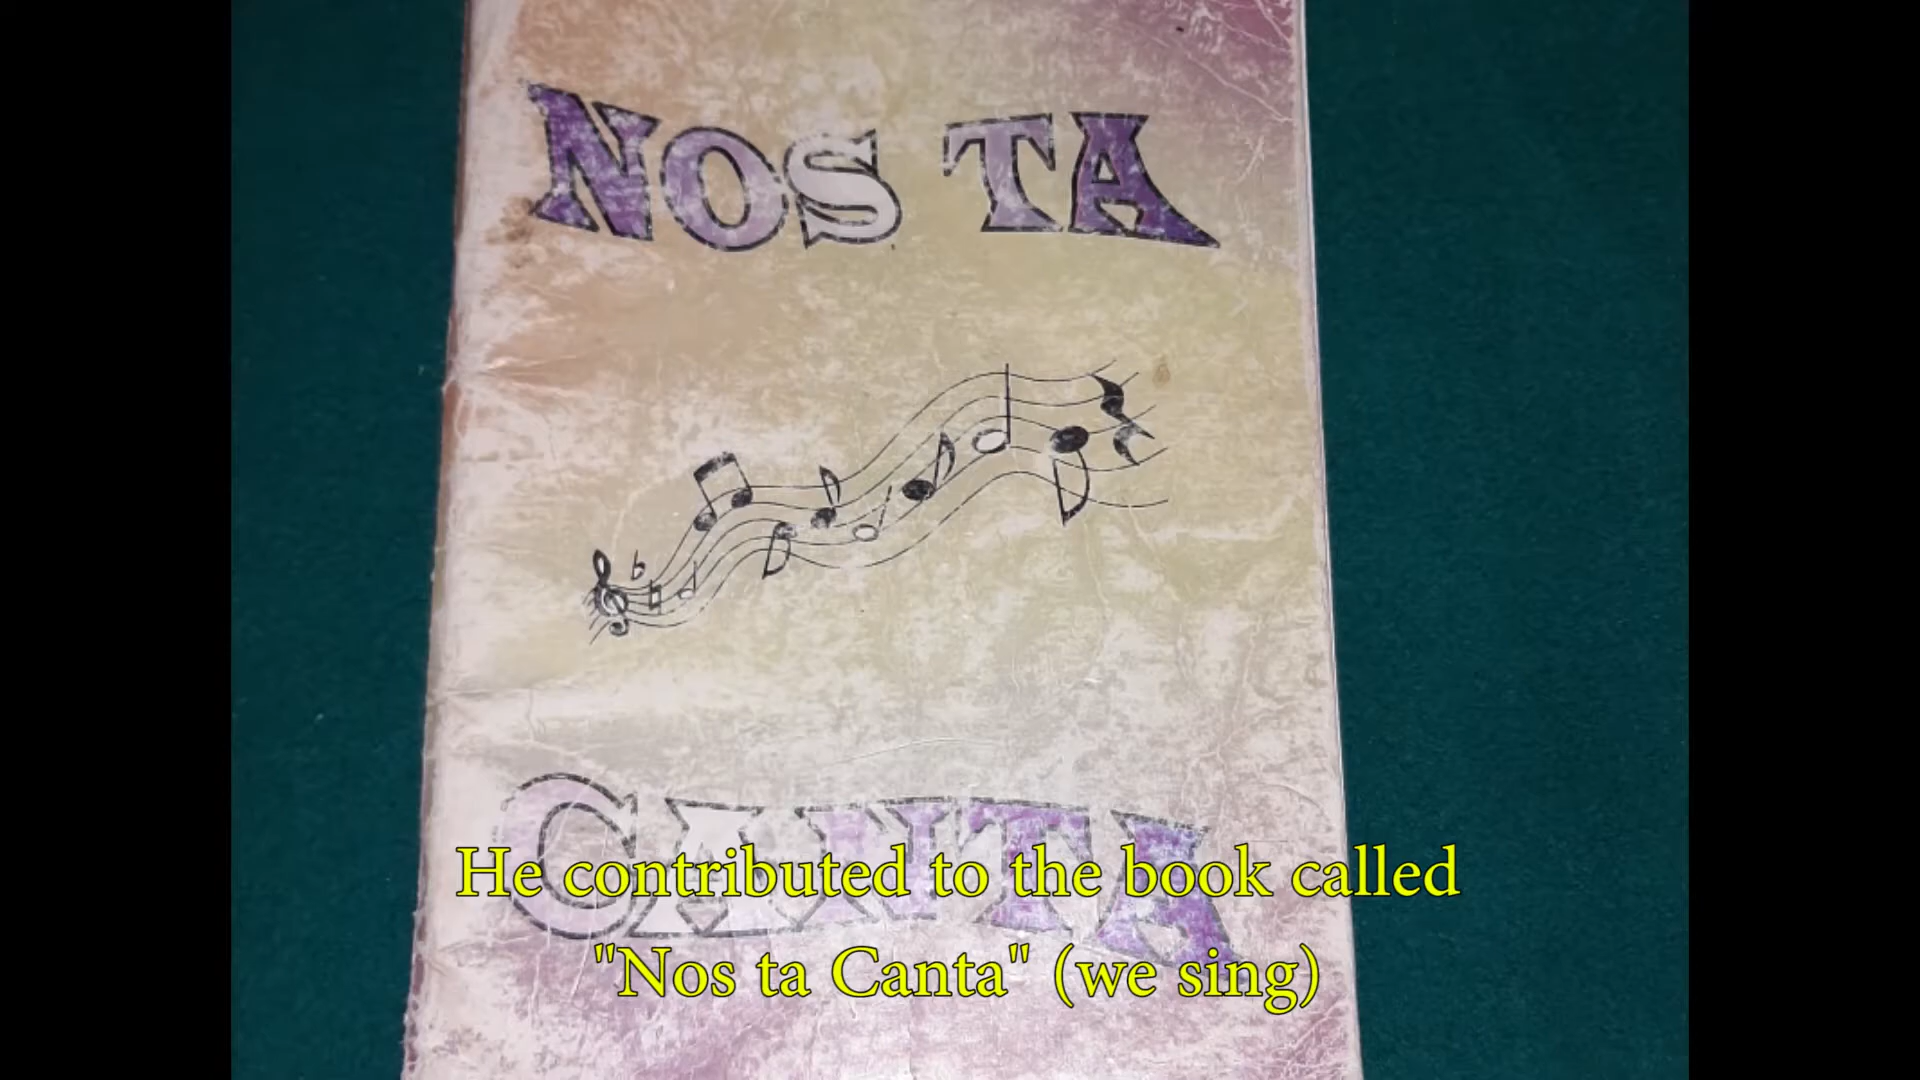 NOS TA
CANTA
He contributed to the book called
"Nos ta Canta" (we sing)